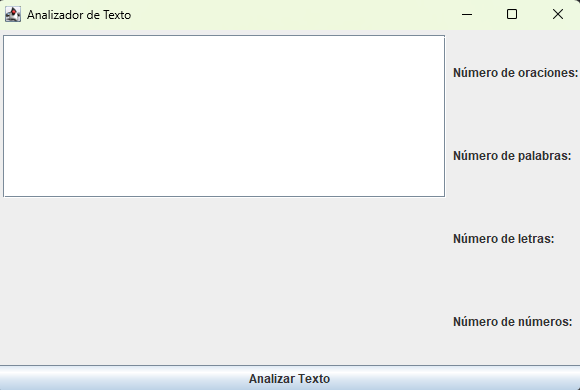 Analizador de Texto
Número de oraciones:
Número de palabras:
Número de letras:
Número de números:
Analizar Texto